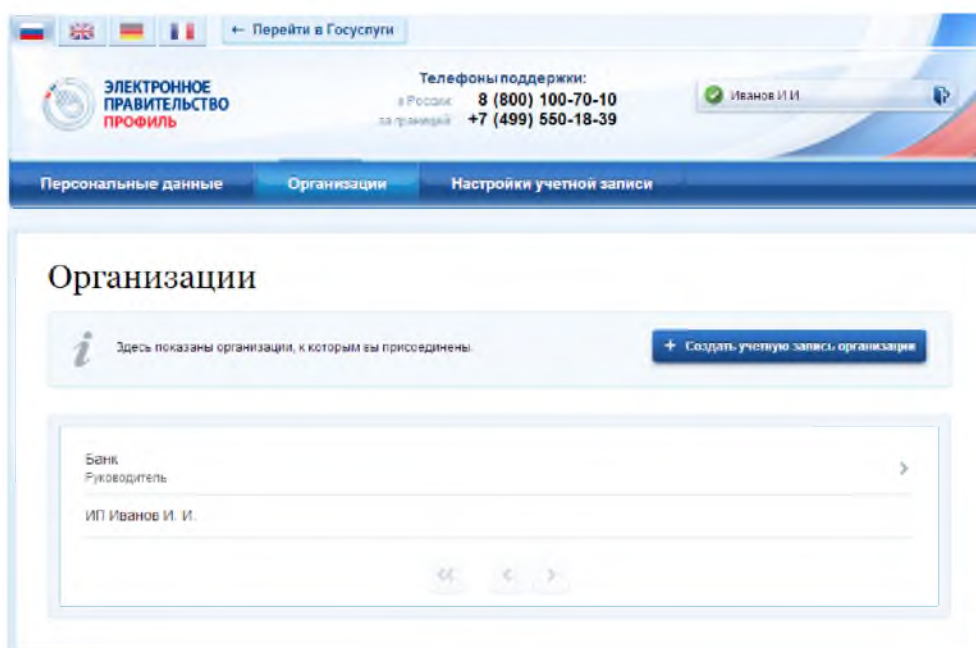 ← Перейти в Госуслуги
ЭЛЕКТРОННОЕ
ПРАВИТЕЛЬСТВО
ПРОФИЛЬ
Телефоны поддержки:
в России: 8 (800) 100-70-10
за границей: +7 (499) 550-18-39
Иванов И.И.
Персональные данные Организации Настройки учетной записи
Организации
Здесь показаны организации, к которым вы присоединены.
+ Создать учетную запись организации
Банк
Руководитель
ИП Иванов И. И.